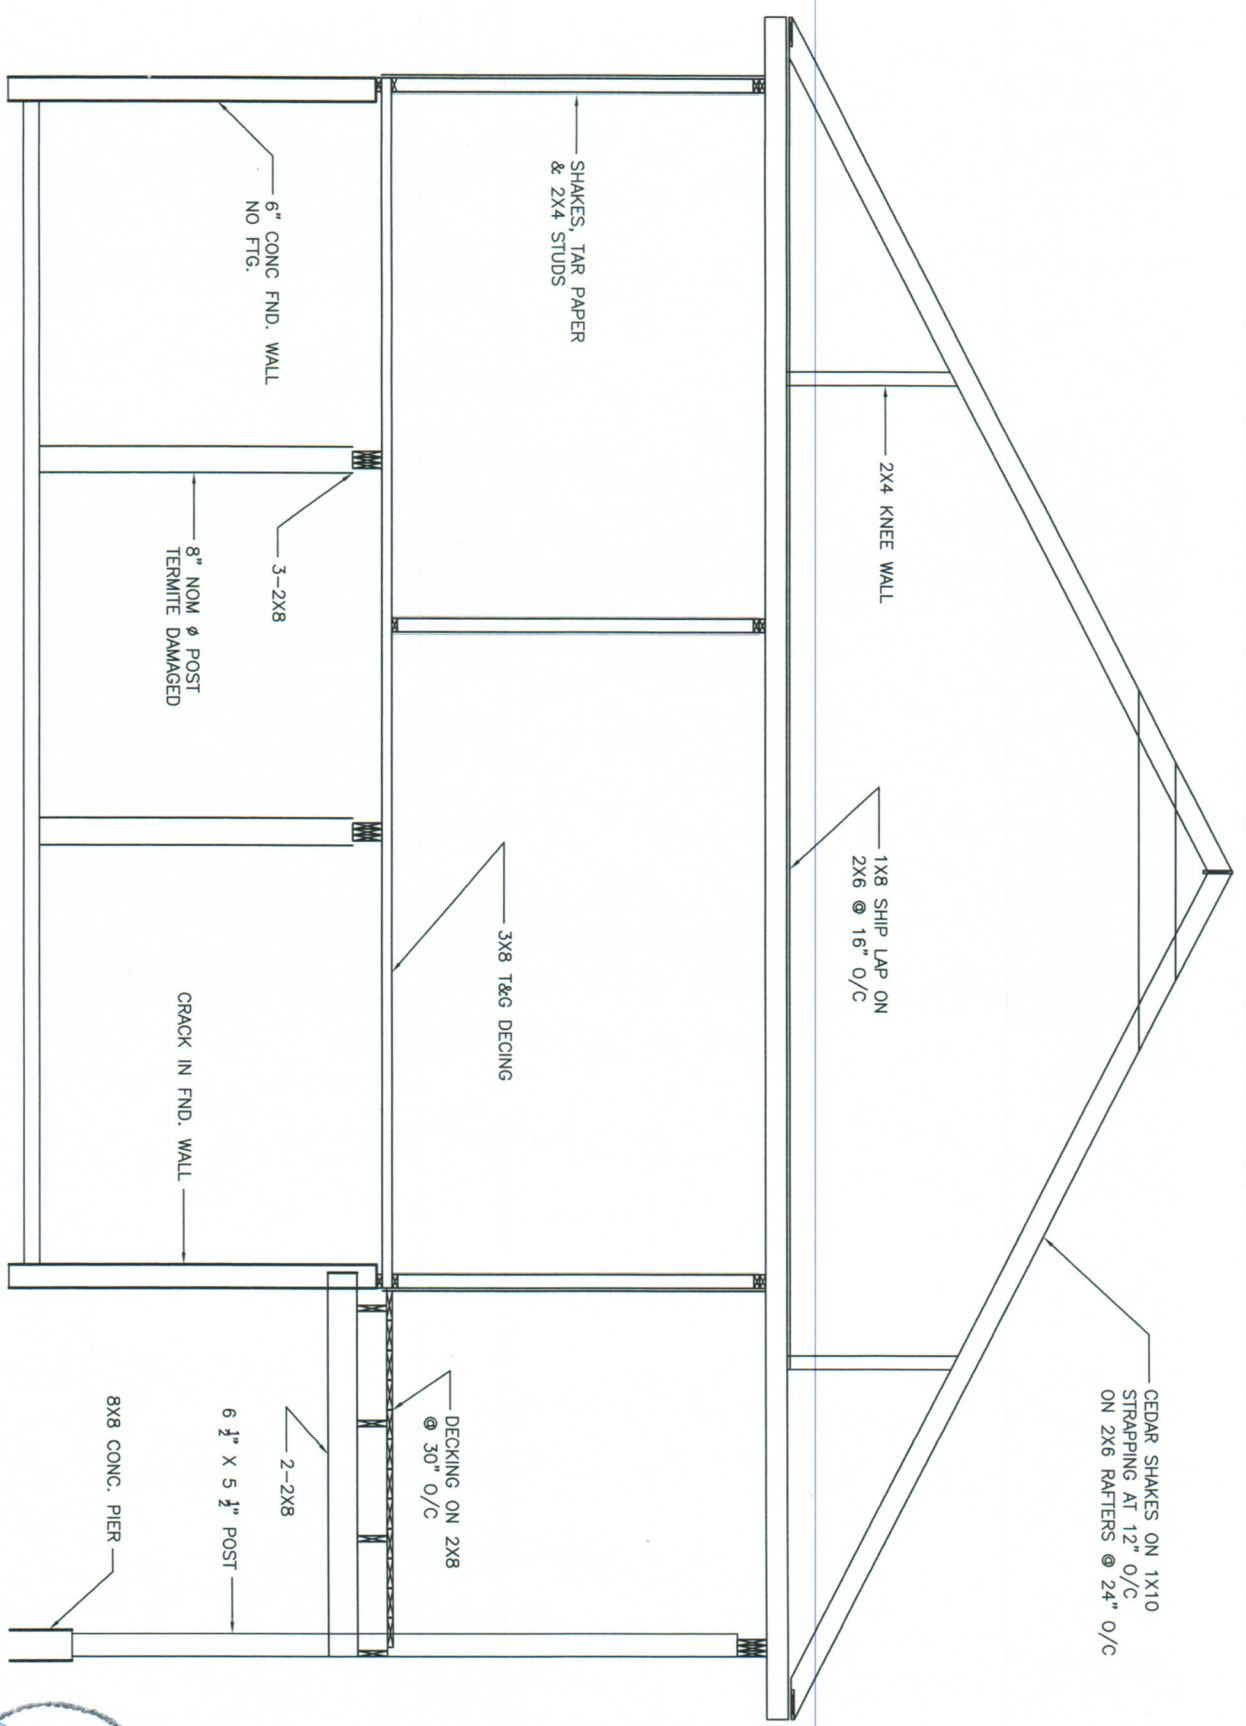 CEDAR SHAKES ON 1X10
STRAPPING AT 12" O/C
ON 2X6 RAFTERS @ 24" O/C
2X4 KNEE WALL
1X8 SHIP LAP ON
2X6 @ 16" O/C
SHAKES, TAR PAPER
& 2X4 STUDS
3X8 T&G DECING
DECKING ON 2X8
@ 30" O/C
6" CONC FND. WALL
NO FTG.
3-2X8
8" NOM ø POST
TERMITE DAMAGED
CRACK IN FND. WALL
2-2X8
6 1/2" X 5 1/2" POST
8X8 CONC. PIER